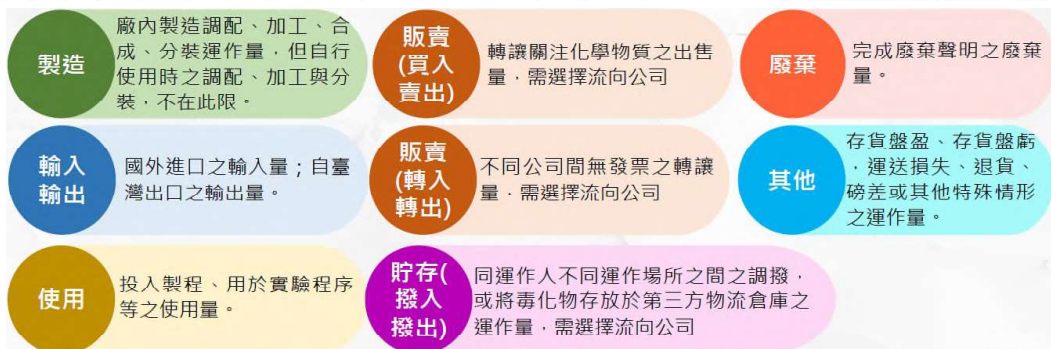 製造
廠內製造調配、加工、合
成、分裝運作量，但自行
使用時之調配、加工與分
裝，不在此限。
販賣
(買入
賣出)
轉讓關注化學物質之出售
量，需選擇流向公司
廢棄
完成廢棄聲明之廢棄
量。
輸入
輸出
國外進口之輸入量；自臺
灣出口之輸出量。
販賣
(轉入
轉出)
不同公司間無發票之轉讓
量，需選擇流向公司
其他
存貨盤盈、存貨盤虧
，運送損失、退貨、
磅差或其他特殊情形
之運作量。
使用
投入製程、用於實驗程序
等之使用量。
貯存(
撥入
撥出)
同運作人不同運作場所之間之調撥，
或將毒化物存放於第三方物流倉庫之
運作量，需選擇流向公司